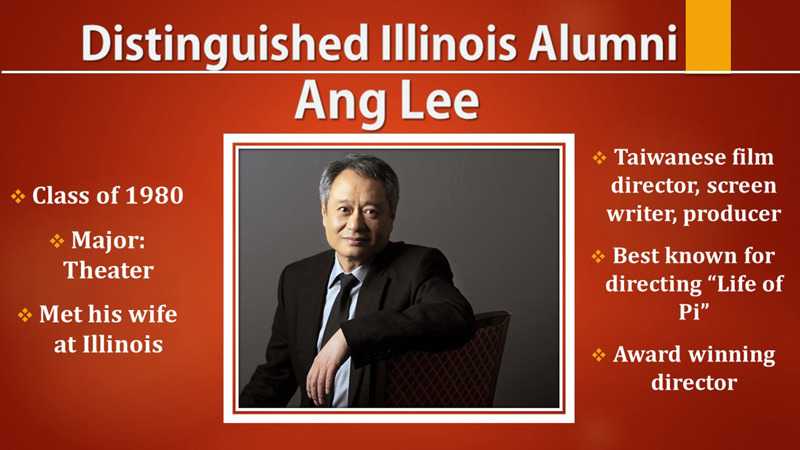 Distinguished Illinois Alumni
Ang Lee
❖ Class of 1980
❖ Major:
Theater
❖ Met his wife
at Illinois
❖ Taiwanese film
director, screen
writer, producer
❖ Best known for
directing “Life of
Pi”
❖ Award winning
director